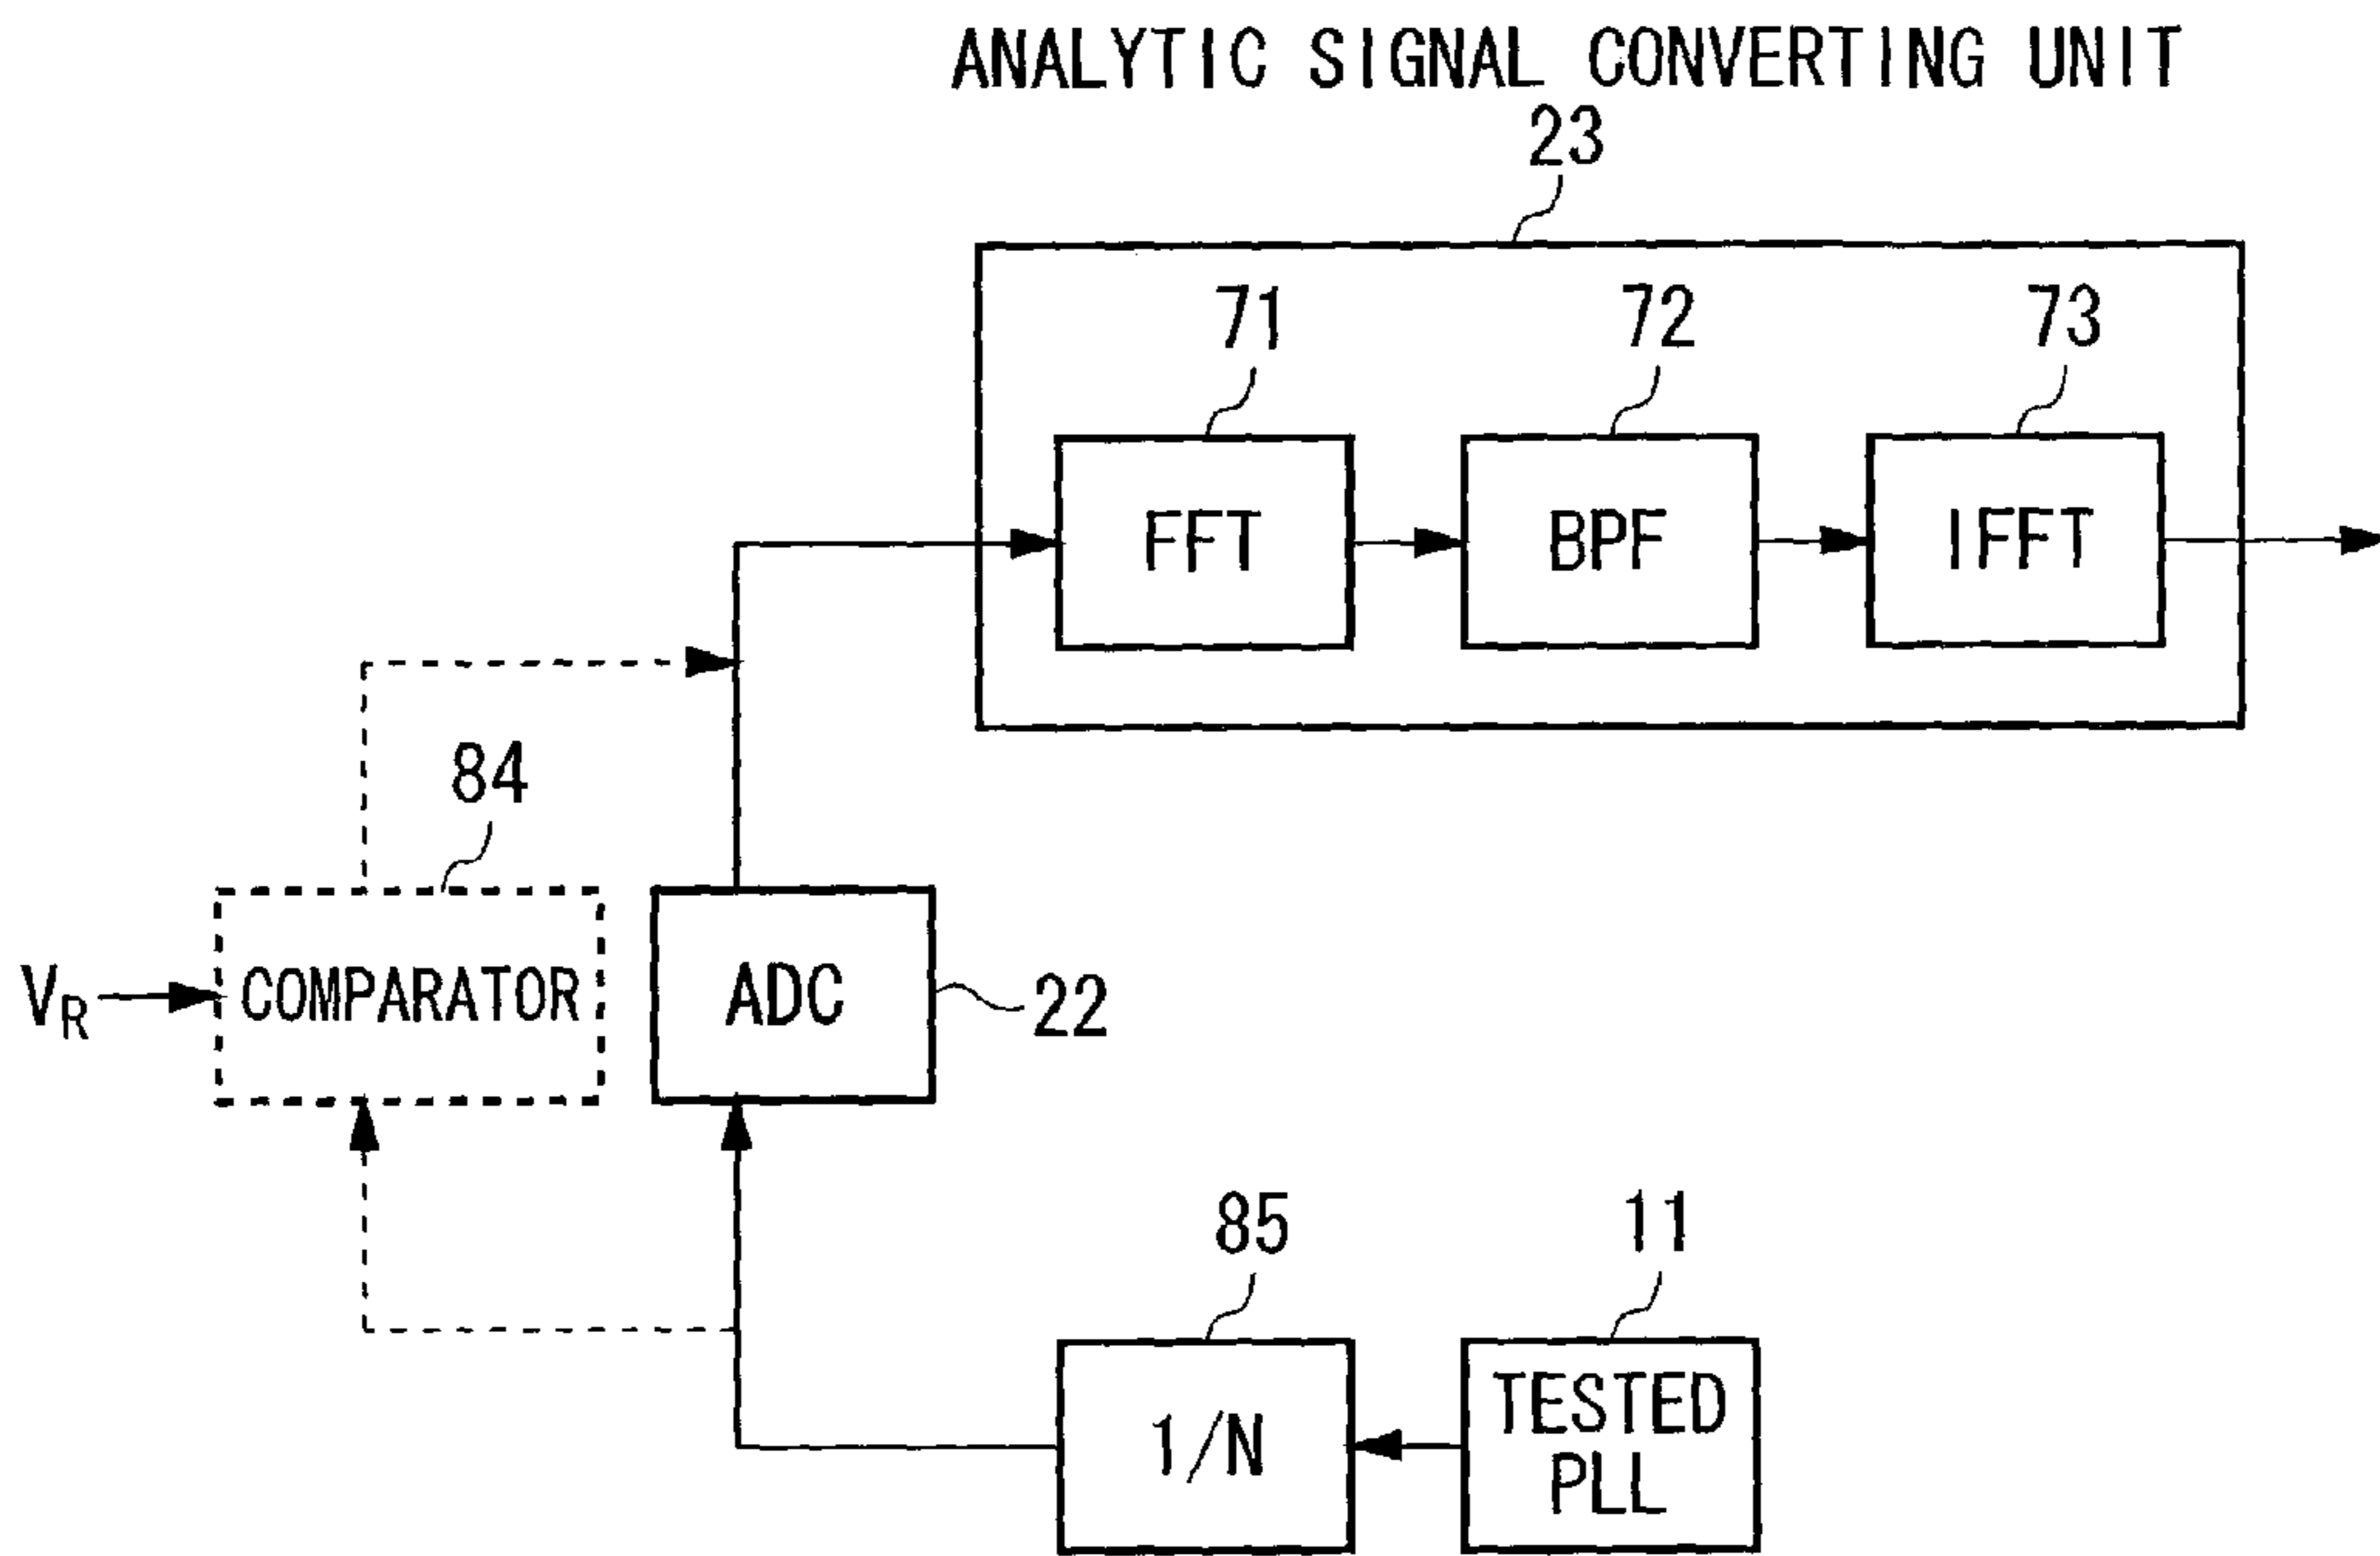 ANALYTIC SIGNAL CONVERTING UNIT
23
71
72
73
FFT
BPF
IFFT
84
VR
COMPARATOR
ADC
22
85
11
1/N
TESTED
PLL